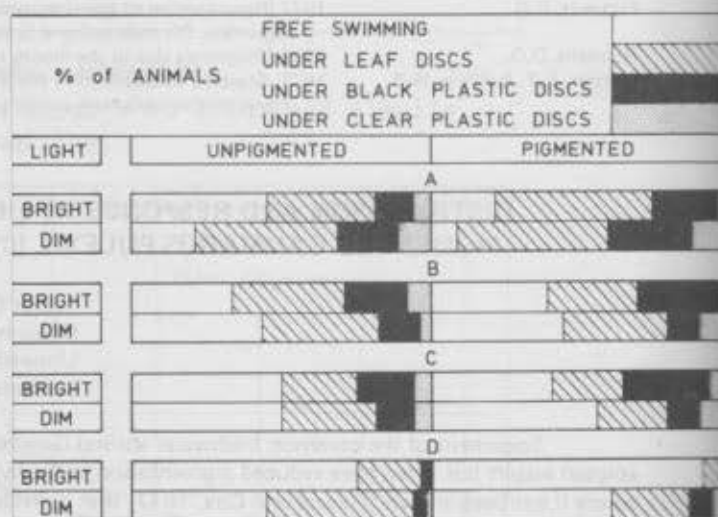 FREE SWIMMING
UNDER LEAF DISCS
% of ANIMALS
UNDER BLACK PLASTIC DISCS
UNDER CLEAR PLASTIC DISCS
LIGHT UNPIGMENTED PIGMENTED
A
BRIGHT
DIM
B
BRIGHT
DIM
C
BRIGHT
DIM
D
BRIGHT
DIM